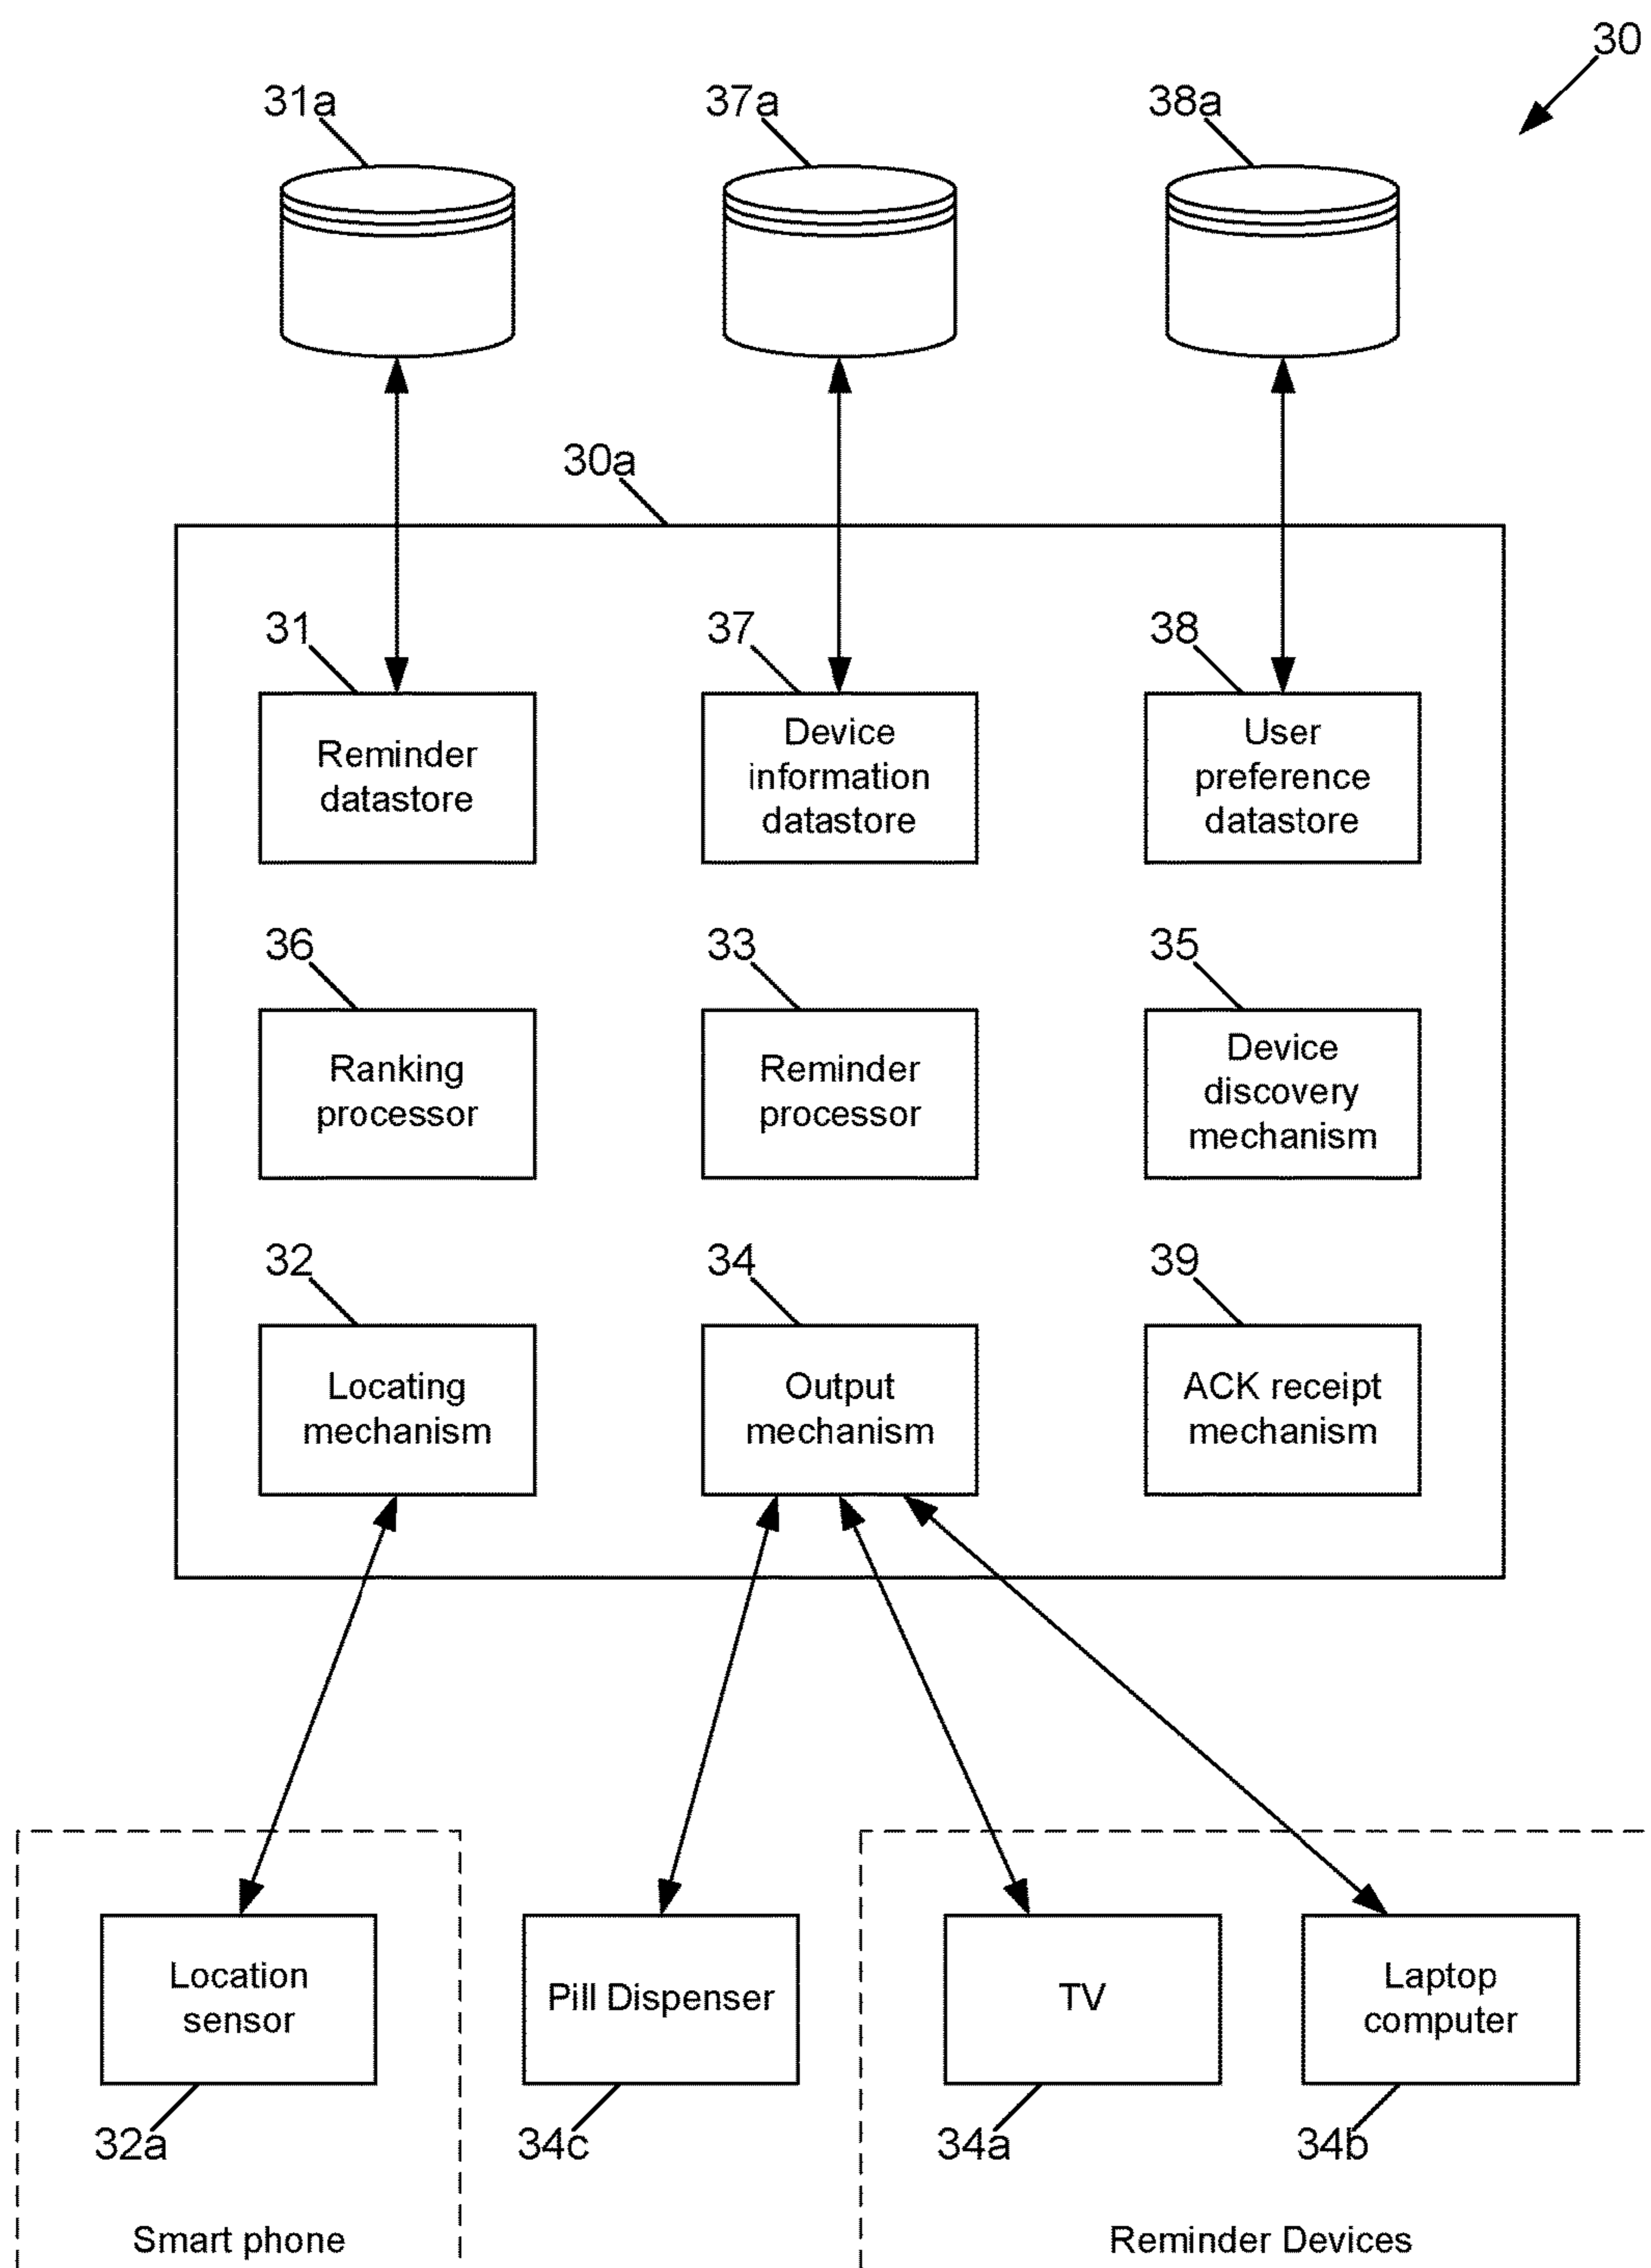 30
31a
37a
38a
30a
31
37
38
Reminder
datastore
Device
information
datastore
User
preference
datastore
36
33
35
Ranking
processor
Reminder
processor
Device
discovery
mechanism
32
34
39
Locating
mechanism
Output
mechanism
ACK receipt
mechanism
Location
sensor
Pill Dispenser
TV
Laptop
computer
32a
34c
34a
34b
Smart phone
Reminder Devices